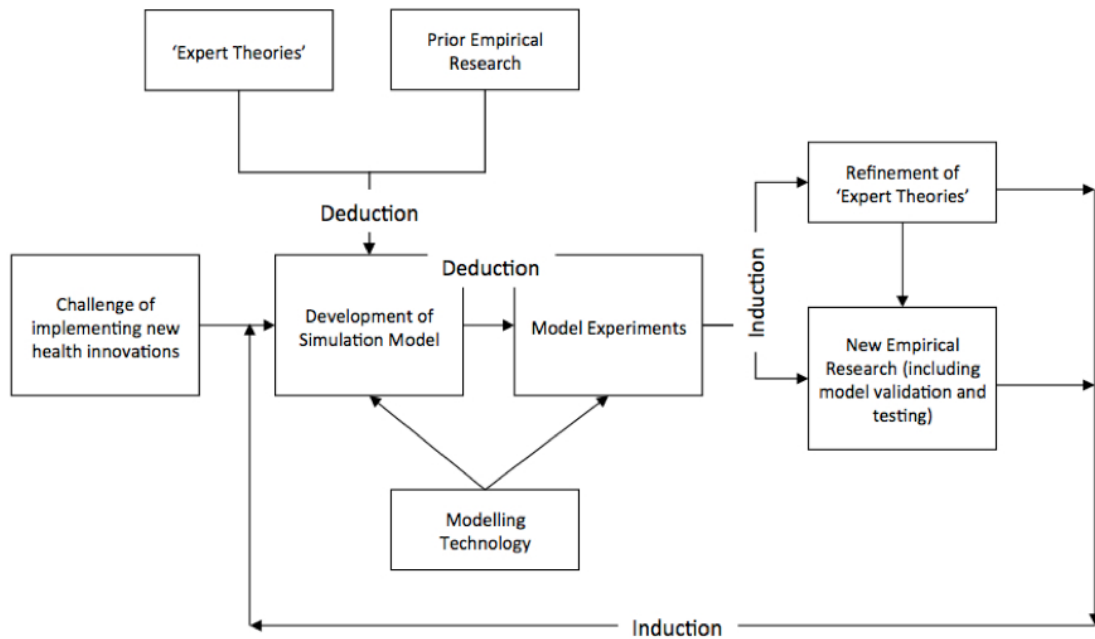 ‘Expert Theories’
Prior Empirical
Research
Deduction
Deduction
Challenge of
implementing new
health innovations
Development of
Simulation Model
Model Experiments
Induction
Refinement of
‘Expert Theories’
New Empirical
Research (including
model validation and
testing)
Modelling
Technology
Induction